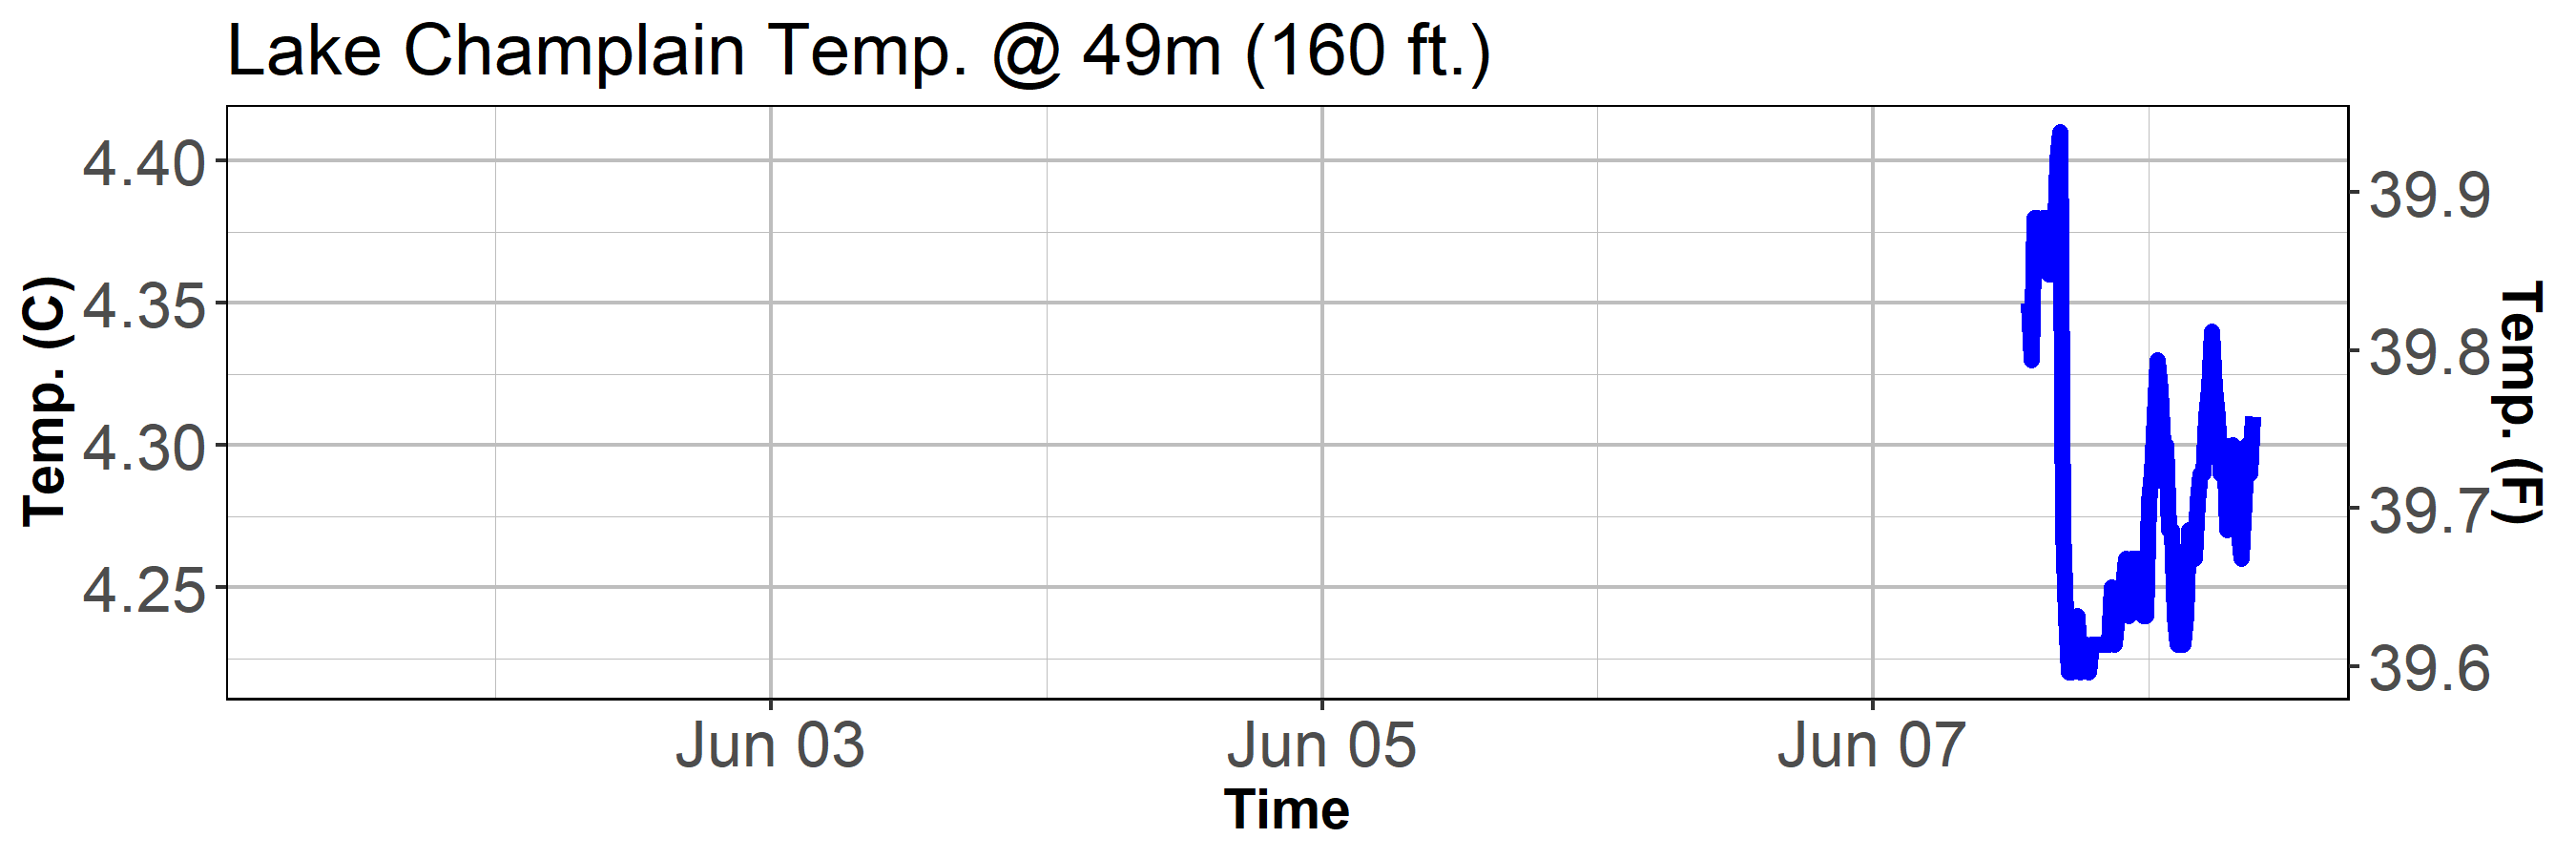 Lake Champlain Temp. @ 49m (160 ft.)
Temp. (C)
4.40
4.35
4.30
4.25
39.9
39.8
39.7
39.6
Temp. (F)
Jun 03
Jun 05
Jun 07
Time